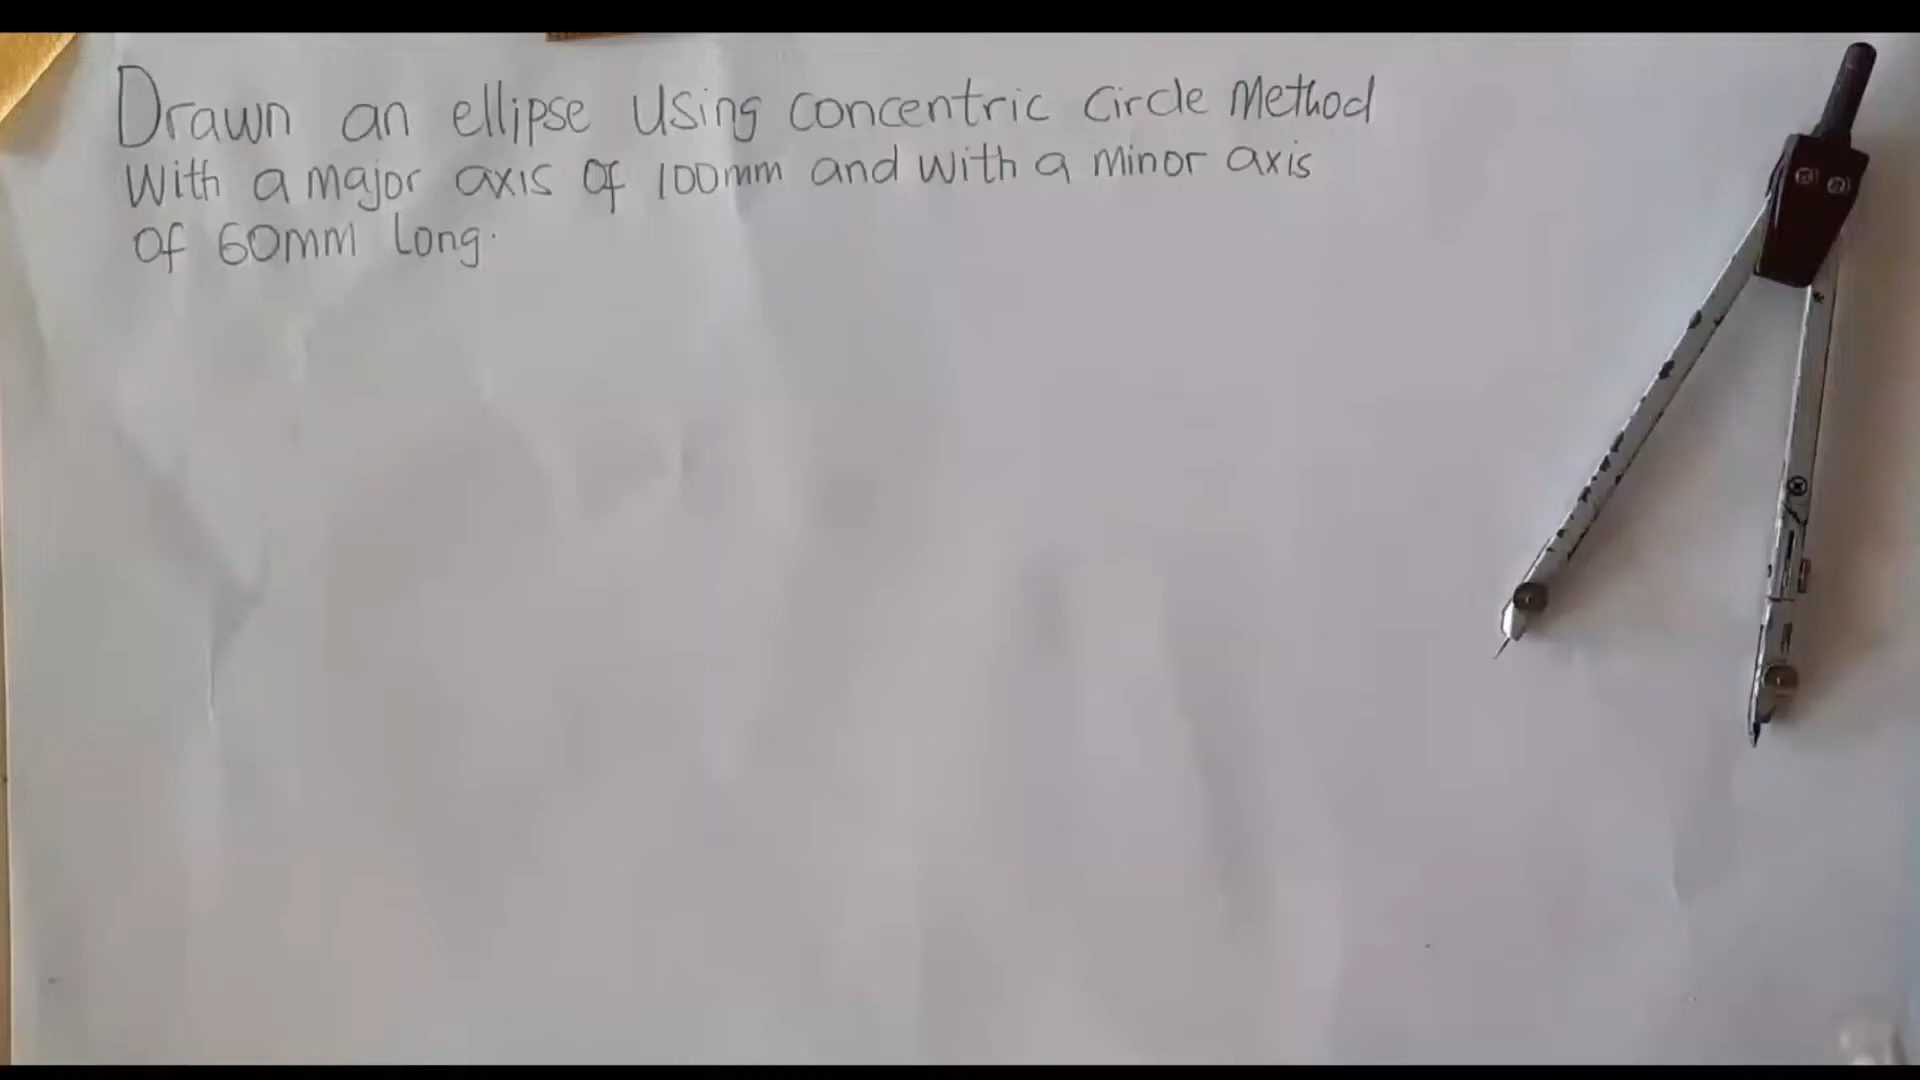 Drawn an ellipse Using concentric Circle Method
With a major axis of 100mm and with a minor axis
of 60mm long.